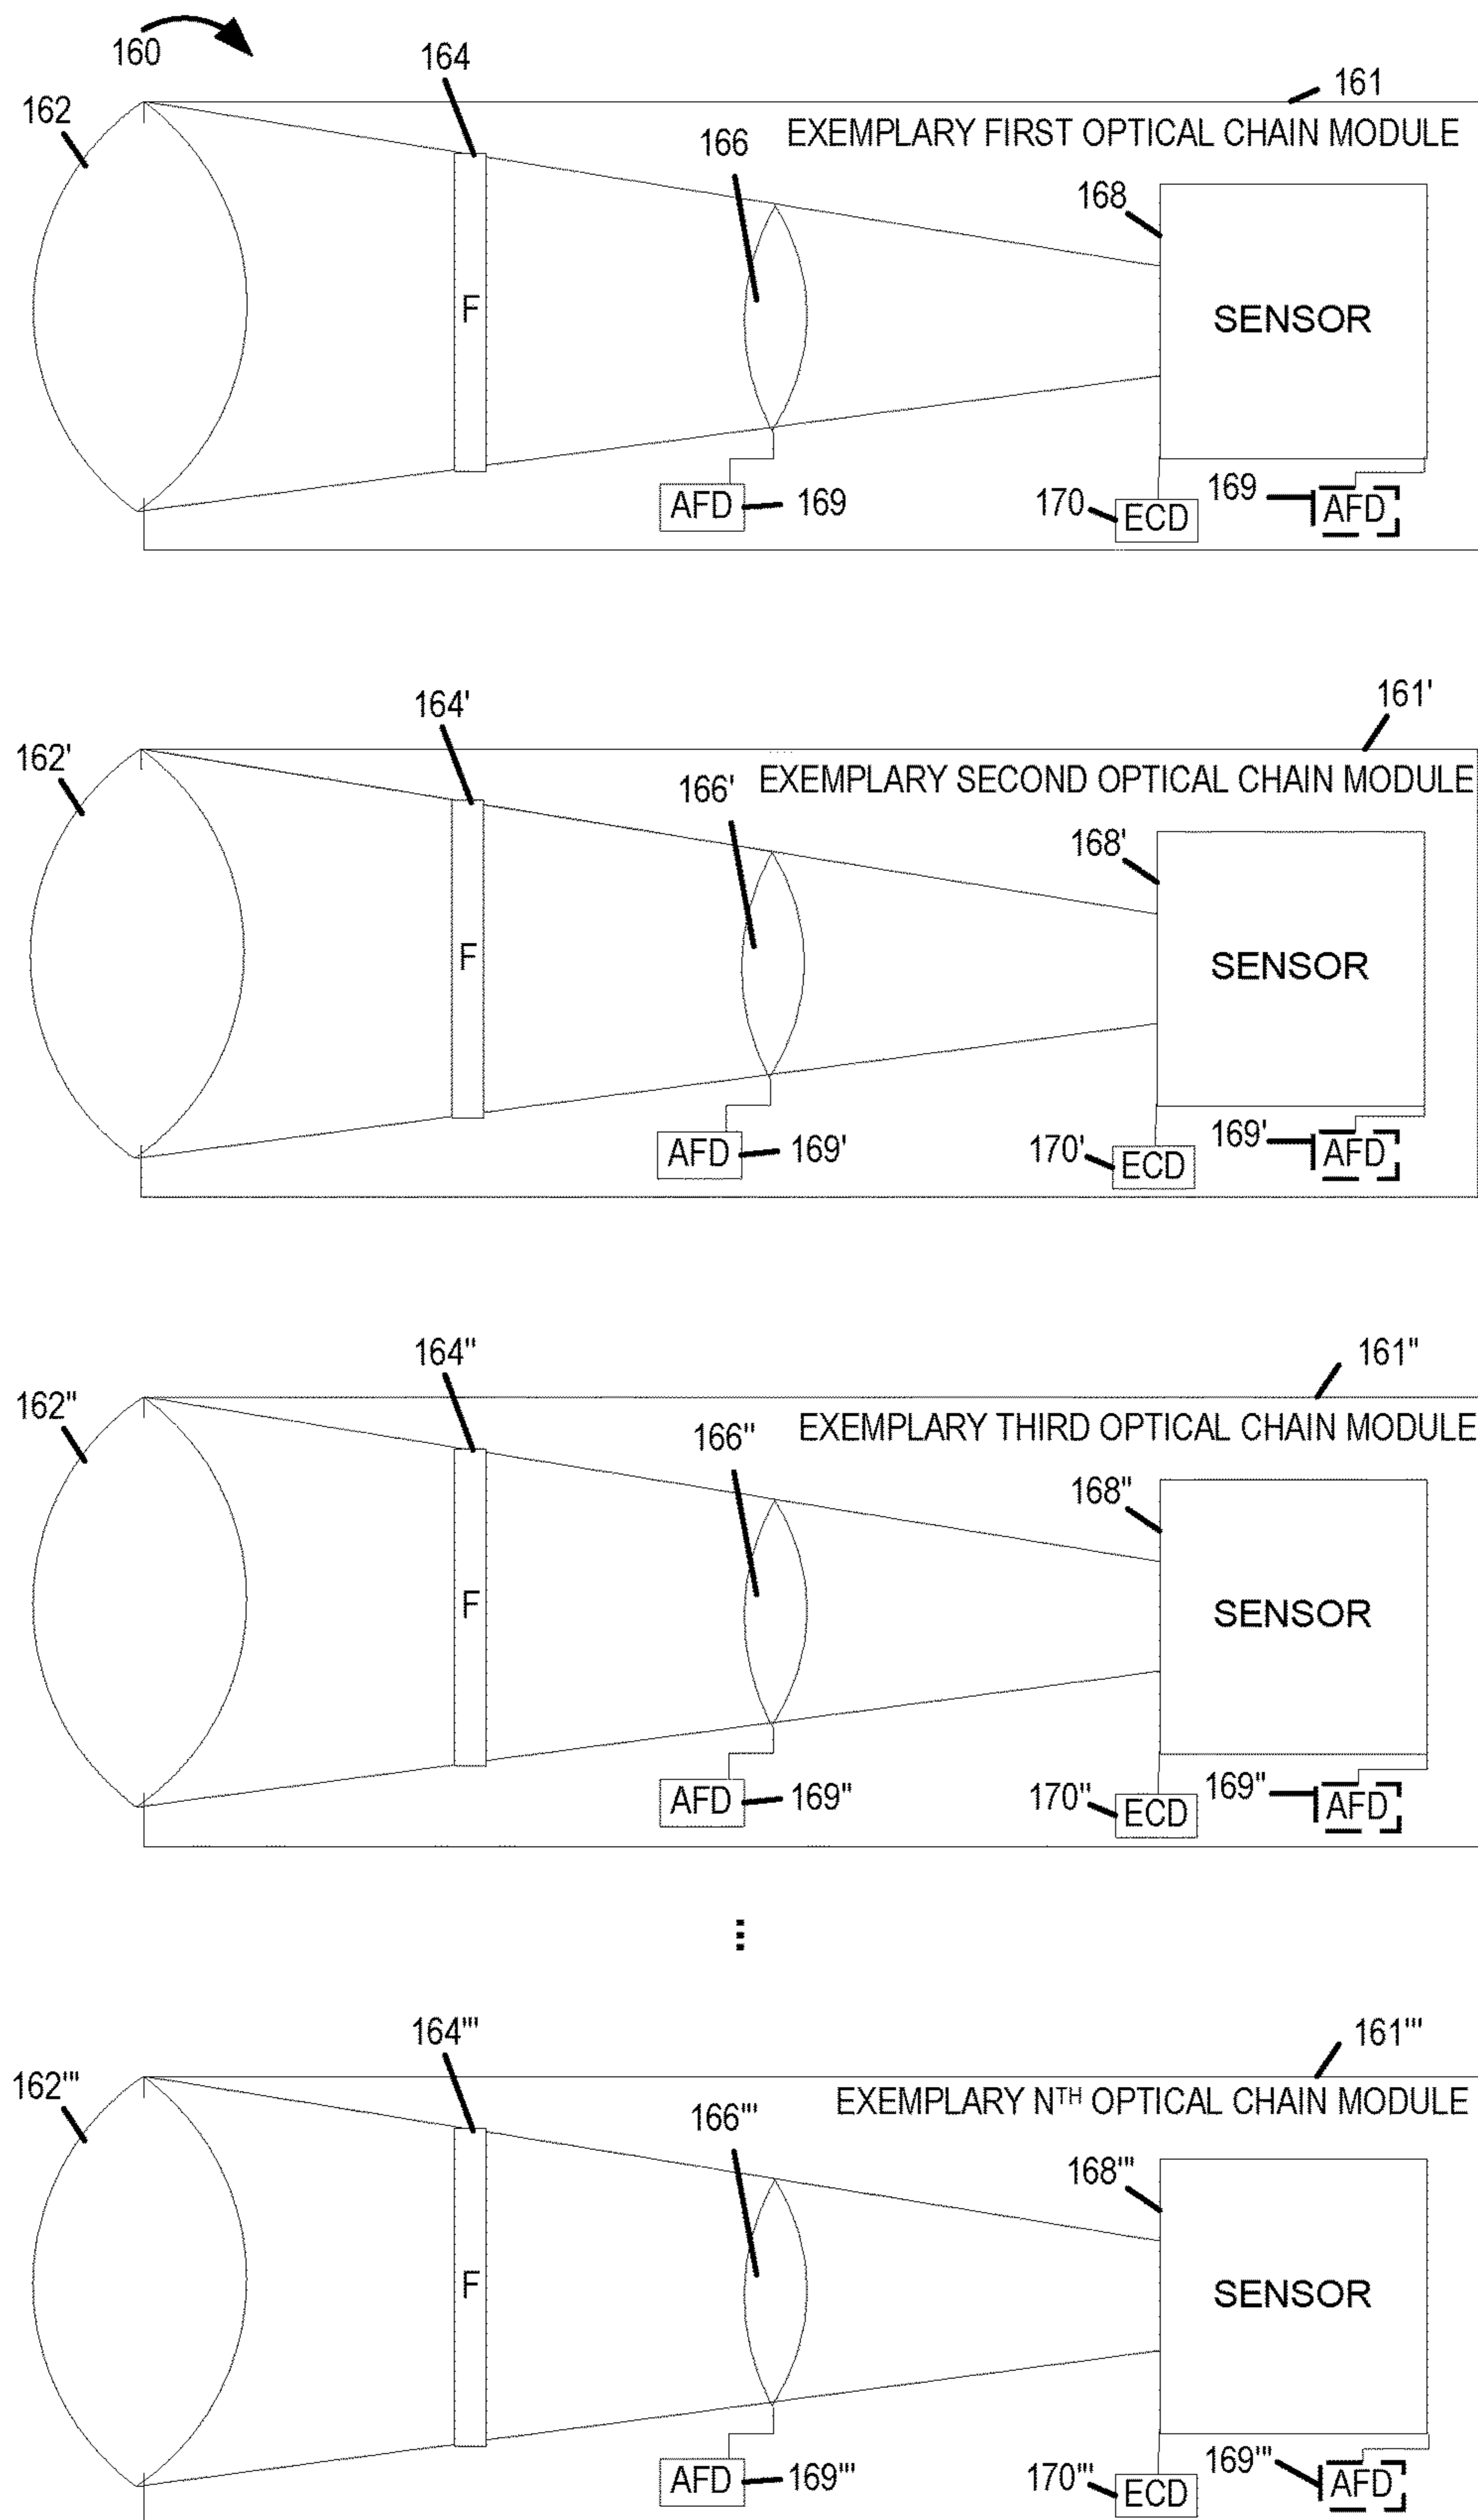 160
164
161
162
EXEMPLARY FIRST OPTICAL CHAIN MODULE
166
168
F
SENSOR
AFD
169
170
ECD
169
AFD
161'
164'
162'
EXEMPLARY SECOND OPTICAL CHAIN MODULE
166'
168'
F
SENSOR
AFD
169'
170'
ECD
169'
AFD
161"
164"
162"
EXEMPLARY THIRD OPTICAL CHAIN MODULE
166"
168"
F
SENSOR
AFD
169"
170"
ECD
169"
AFD
...
164'''
161'''
162'''
EXEMPLARY NTH OPTICAL CHAIN MODULE
166'''
168'''
F
SENSOR
AFD
169'''
170'''
ECD
169'''
AFD